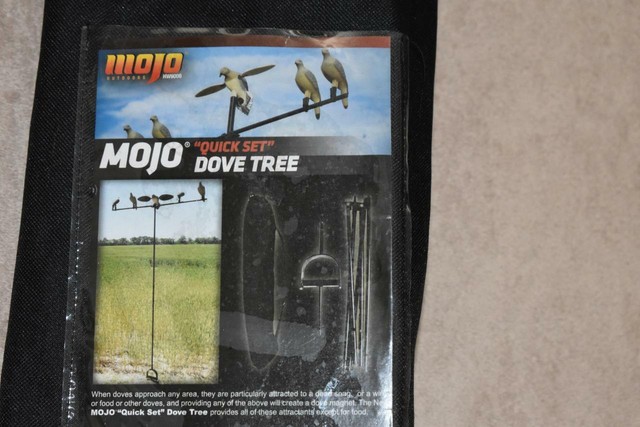 mojo
OUTDOORS
MOJO® "QUICK SET"
DOVE TREE
When doves approach any area, they are particularly attracted to a dead snag, or a wi
or food or other doves, and providing any of the above will create a dove magnet. The Ne
MOJO "Quick Set" Dove Tree provides all of these attractants except for food.